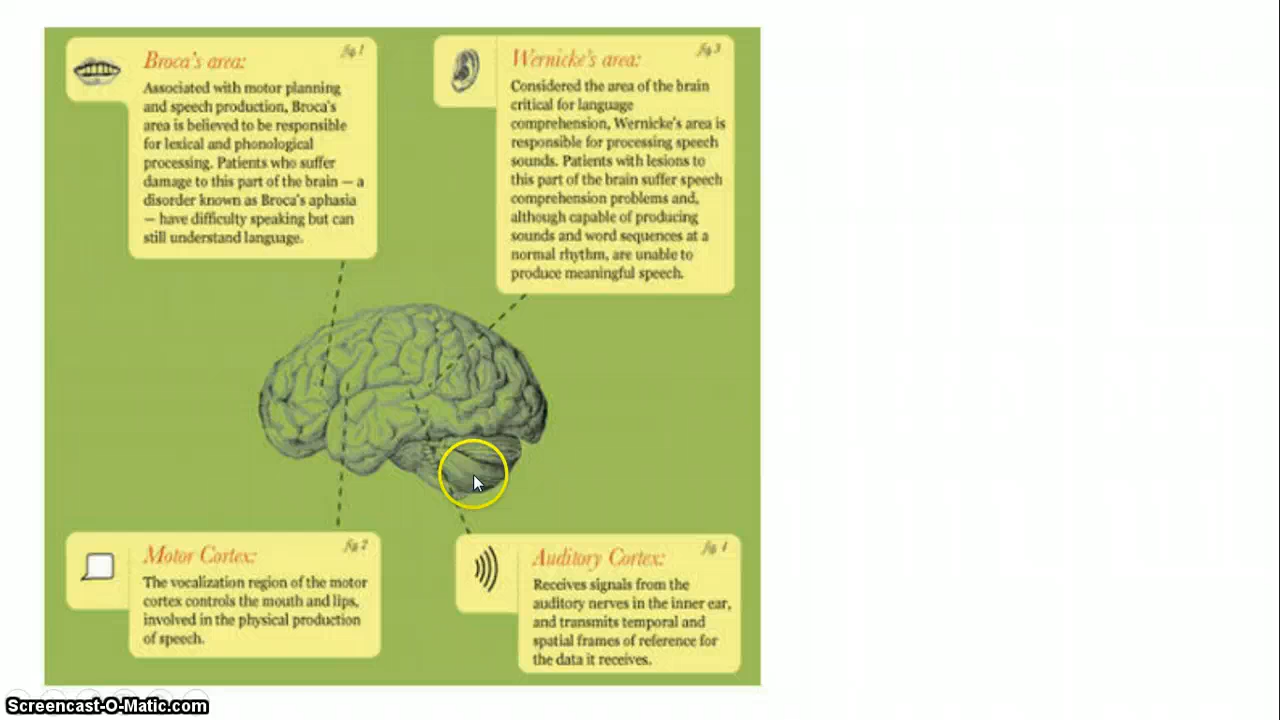 Broca's area:
fig 1
Associated with motor planning
and speech production, Broca's
area is believed to be responsible
for lexical and phonological
processing. Patients who suffer
damage to this part of the brain — a
disorder known as Broca's aphasia
— have difficulty speaking but can
still understand language.
Wernicke's area:
fig 3
Considered the area of the brain
critical for language
comprehension, Wernicke's area is
responsible for processing speech
sounds. Patients with lesions to
this part of the brain suffer speech
comprehension problems and,
although capable of producing
sounds and word sequences at a
normal rhythm, are unable to
produce meaningful speech.
Motor Cortex:
fig 2
The vocalization region of the motor
cortex controls the mouth and lips,
involved in the physical production
of speech.
Auditory Cortex:
fig 4
Receives signals from the
auditory nerves in the inner ear,
and transmits temporal and
spatial frames of reference for
the data it receives.
Screencast-O-Matic.com